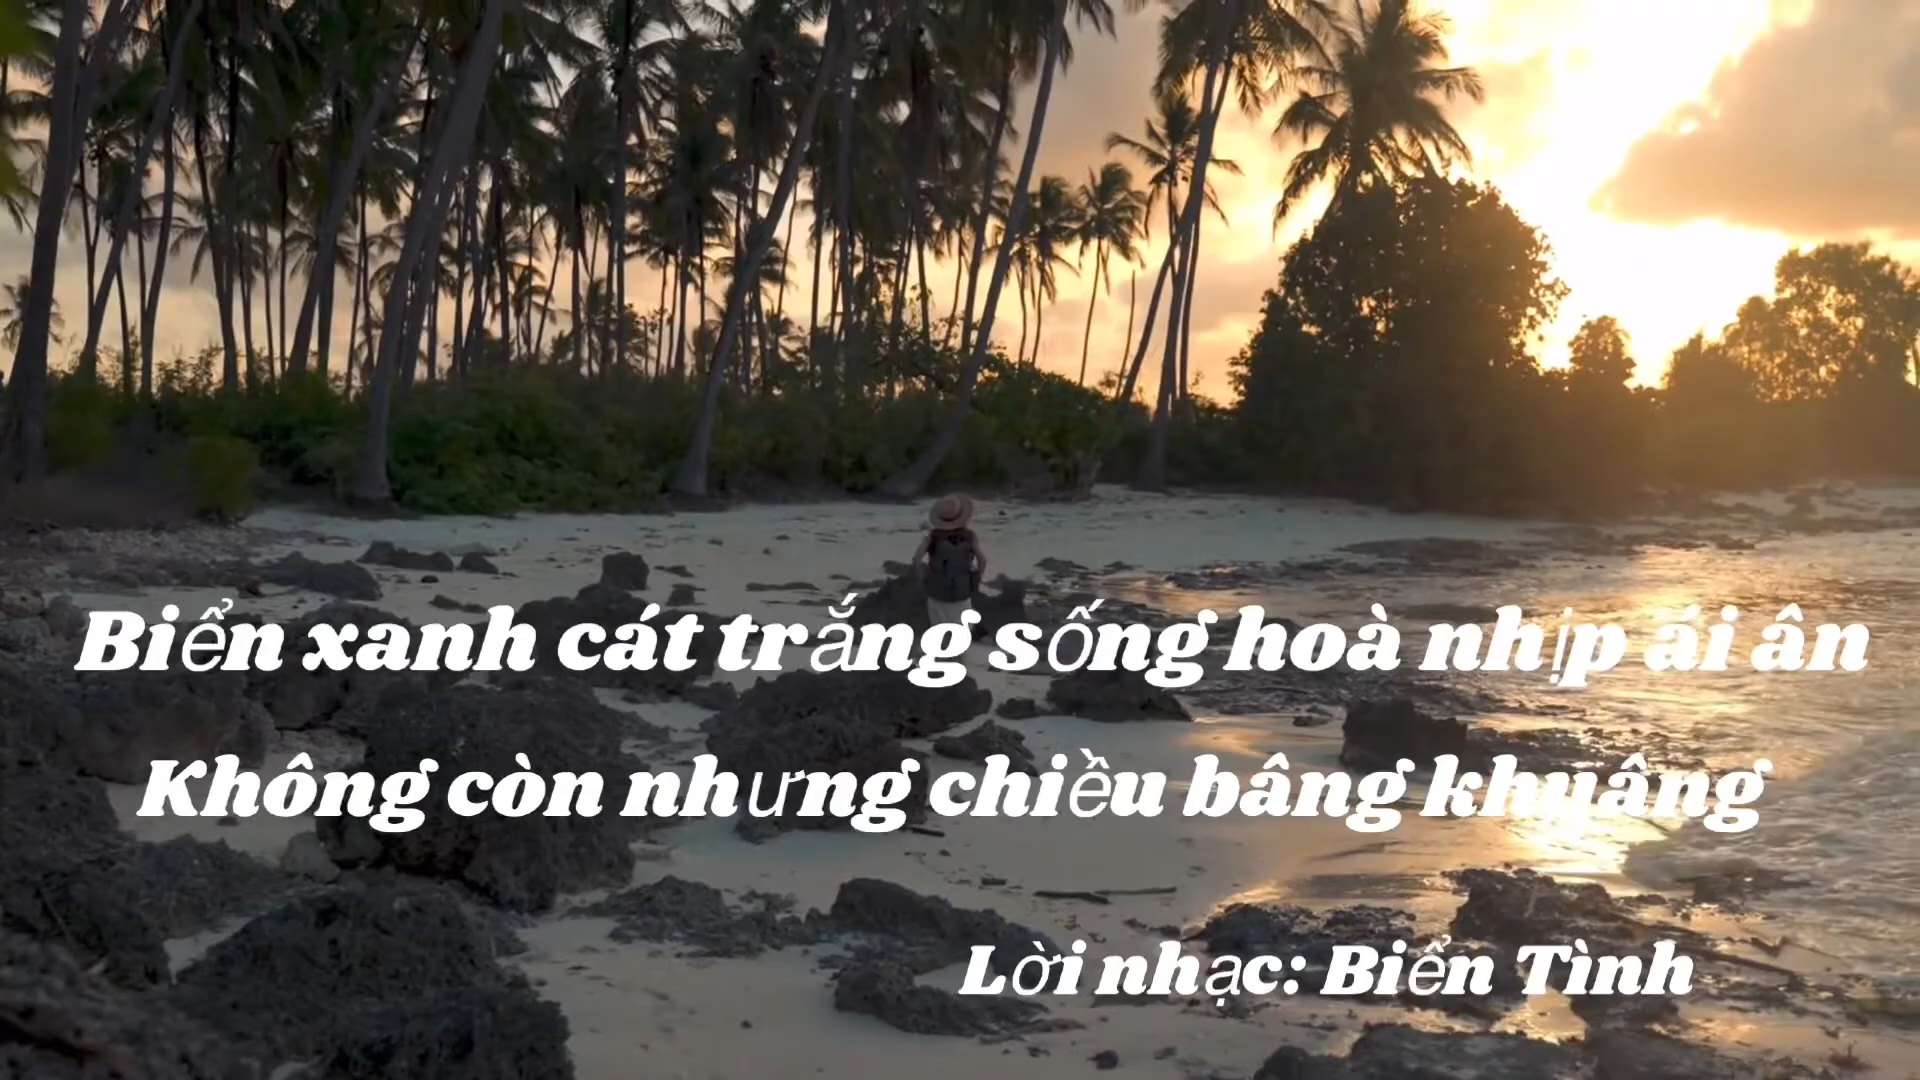 Biển xanh cát trắng sống hoà nhịp ái ân
Không còn nhưng chiều bâng khuâng
Lời nhạc: Biển Tình